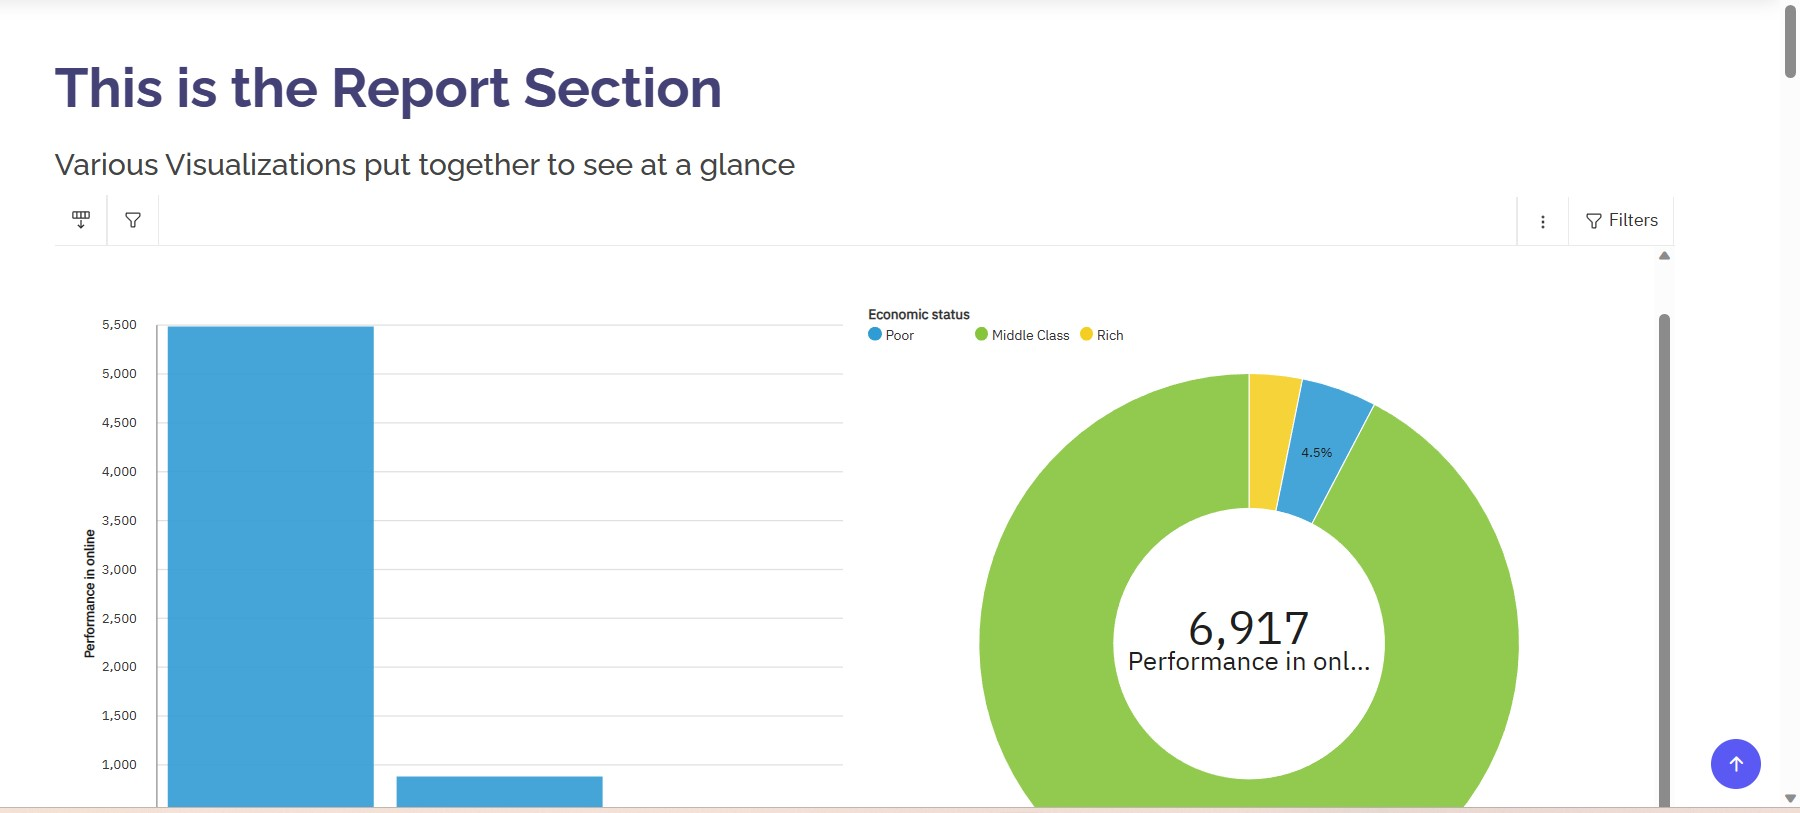 This is the Report Section
Various Visualizations put together to see at a glance
Filters
5,500
5,000
4,500
4,000
3,500
3,000
2,500
2,000
1,500
1,000
Performance in online
Economic status
Poor Middle Class Rich
4.5%
6,917
Performance in onl...